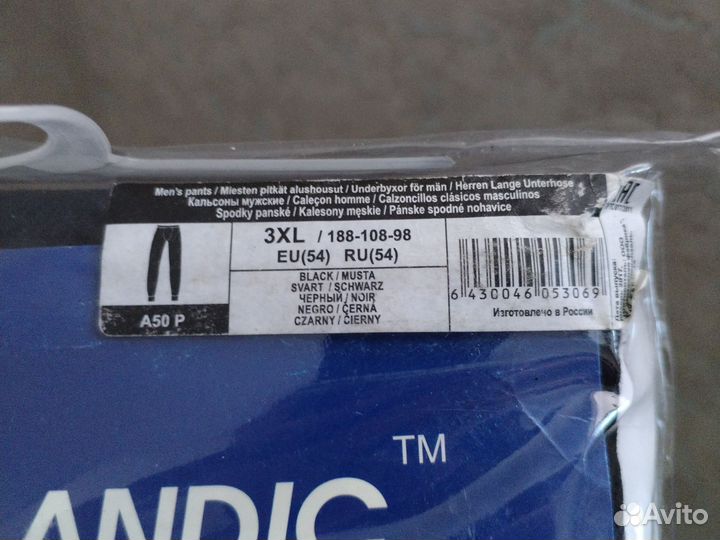 Men's pants / Miesten pitkät alushousut / Underbyxor för män / Herren Lange Unterhose
Кальсоны мужские / Caleçon homme / Calzoncillos clásicos masculinos
Spodky panské / Kalesony męskie / Pánske spodné nohavice
3XL / 188-108-98
EU(54) RU(54)
BLACK / MUSTA
SVART / SCHWARZ
ЧЕРНЫЙ / NOIR
NEGRO / ČERNÁ
CZARNY / ČIERNY
A50 P
6 430046 053069
Изготовлено в России
TM
ANDIC
Avito